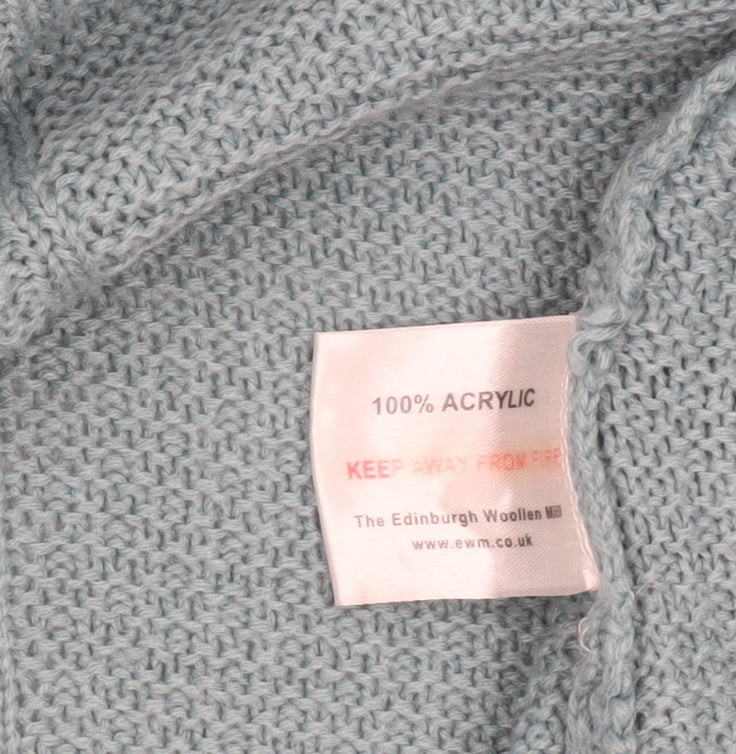 100% ACRYLIC
KEEP AWAY FROM FIRE
The Edinburgh Woollen Mill
www.ewm.co.uk